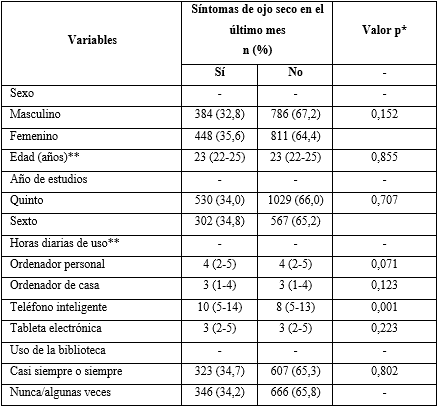 Variables
Síntomas de ojo seco en el
último mes
n (%)
Valor p*
Sí No -
Sexo - - -
Masculino 384 (32,8) 786 (67,2) 0,152
Femenino 448 (35,6) 811 (64,4)
Edad (años)** 23 (22-25) 23 (22-25) 0,855
Año de estudios - -
Quinto 530 (34,0) 1029 (66,0) 0,707
Sexto 302 (34,8) 567 (65,2)
Horas diarias de uso** - - -
Ordenador personal 4 (2-5) 4 (2-5) 0,071
Ordenador de casa 3 (1-4) 3 (1-4) 0,123
Teléfono inteligente 10 (5-14) 8 (5-13) 0,001
Tableta electrónica 3 (2-5) 3 (2-5) 0,223
Uso de la biblioteca - - -
Casi siempre o siempre 323 (34,7) 607 (65,3) 0,802
Nunca/algunas veces 346 (34,2) 666 (65,8) -